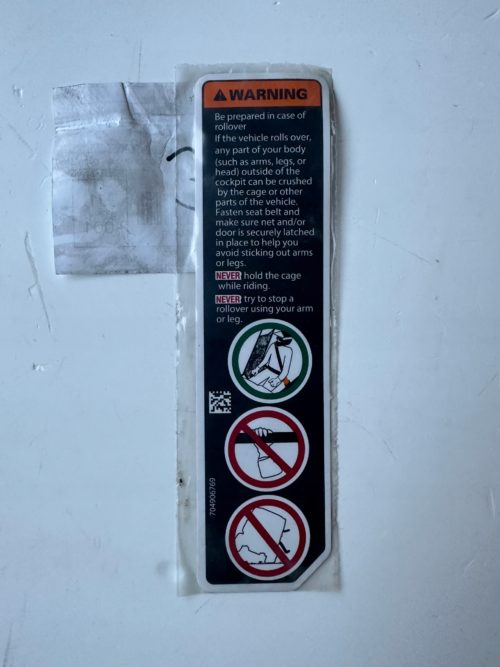 WARNING
Be prepared in case of
rollover
If the vehicle rolls over,
any part of your body
(such as arms, legs, or
head) outside of the
cockpit can be crushed
by the cage or other
parts of the vehicle.
Fasten seat belt and
make sure net and/or
door is securely latched
in place to help you
avoid sticking out arms
or legs.
NEVER hold the cage
while riding.
NEVER try to stop a
rollover using your arm
or leg.
704906769